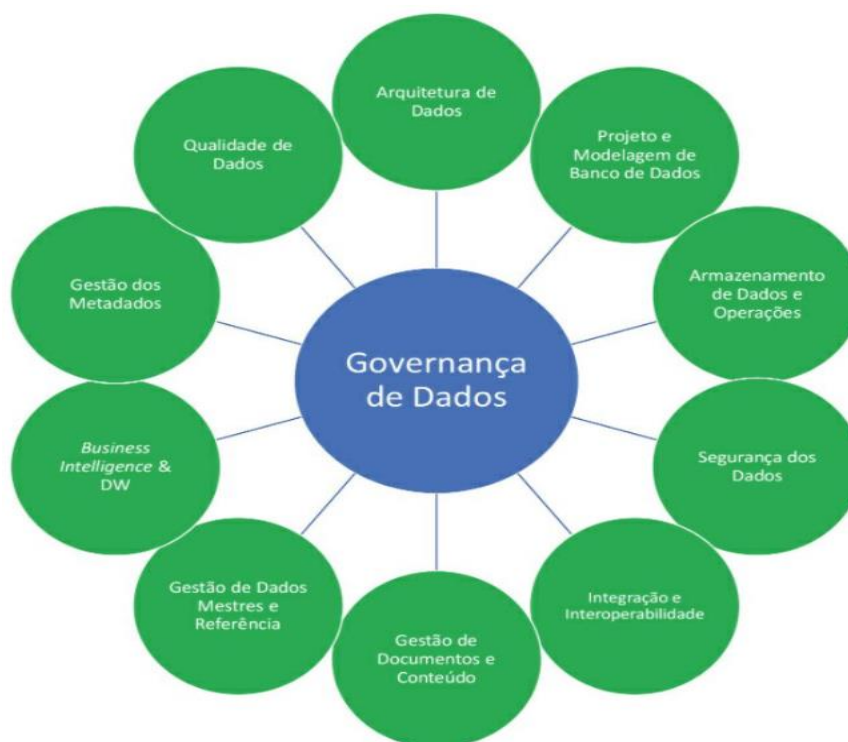 Arquitetura de
Dados
Projeto e
Modelagem de
Banco de Dados
Armazenamento
de Dados e
Operações
Segurança dos
Dados
Integração e
Interoperabilidade
Gestão de
Documentos e
Conteúdo
Gestão de Dados
Mestres e
Referência
Business
Intelligence &
DW
Gestão dos
Metadados
Qualidade de
Dados
Governança
de Dados